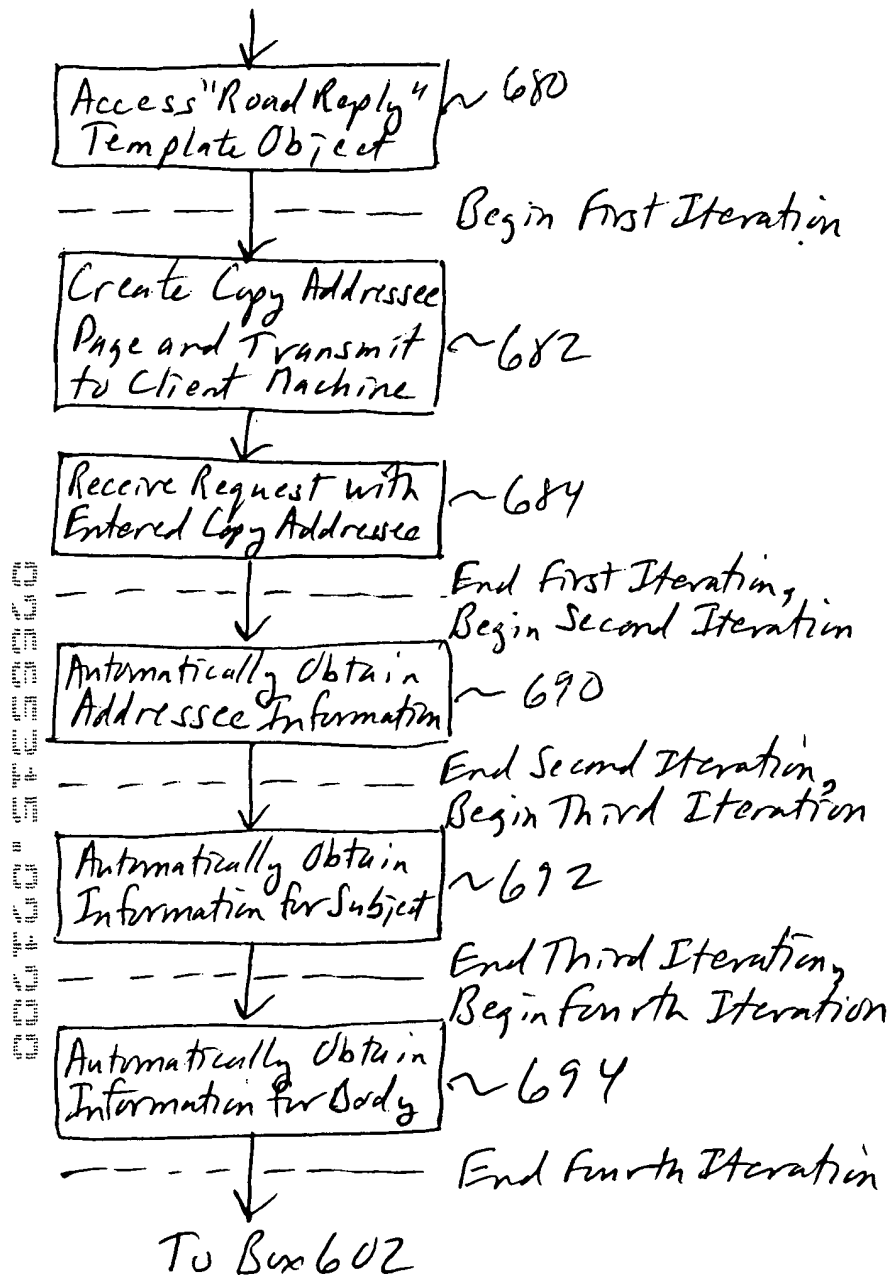 Access "Road Reply"
Template Object
~ 680
Begin First Iteration
Create Copy Addressee
Page and Transmit
to Client Machine
~682
Receive Request with
Entered Copy Addressee
~684
End First Iteration,
Begin Second Iteration
Automatically Obtain
Addressee Information
~ 690
End Second Iteration,
Begin Third Iteration
Automatically Obtain
Information for Subject
~692
End Third Iteration,
Begin Fourth Iteration
Automatically Obtain
Information for Body
~694
End Fourth Iteration
To Box 602